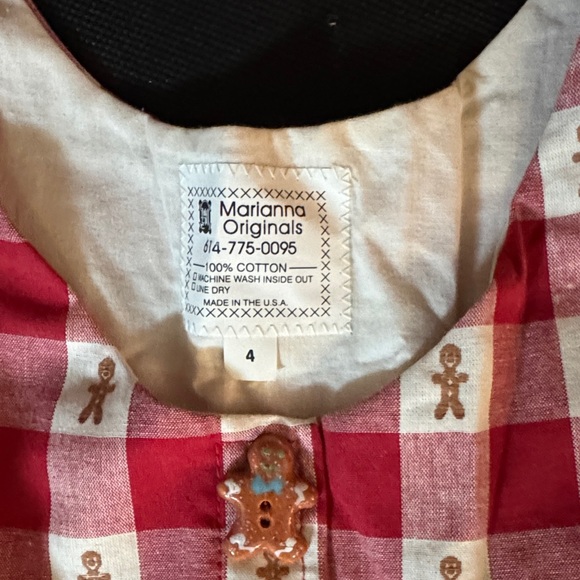 Marianna
Originals
614-775-0095
100% COTTON
MACHINE WASH INSIDE OUT
LINE DRY
MADE IN THE U.S.A.
4